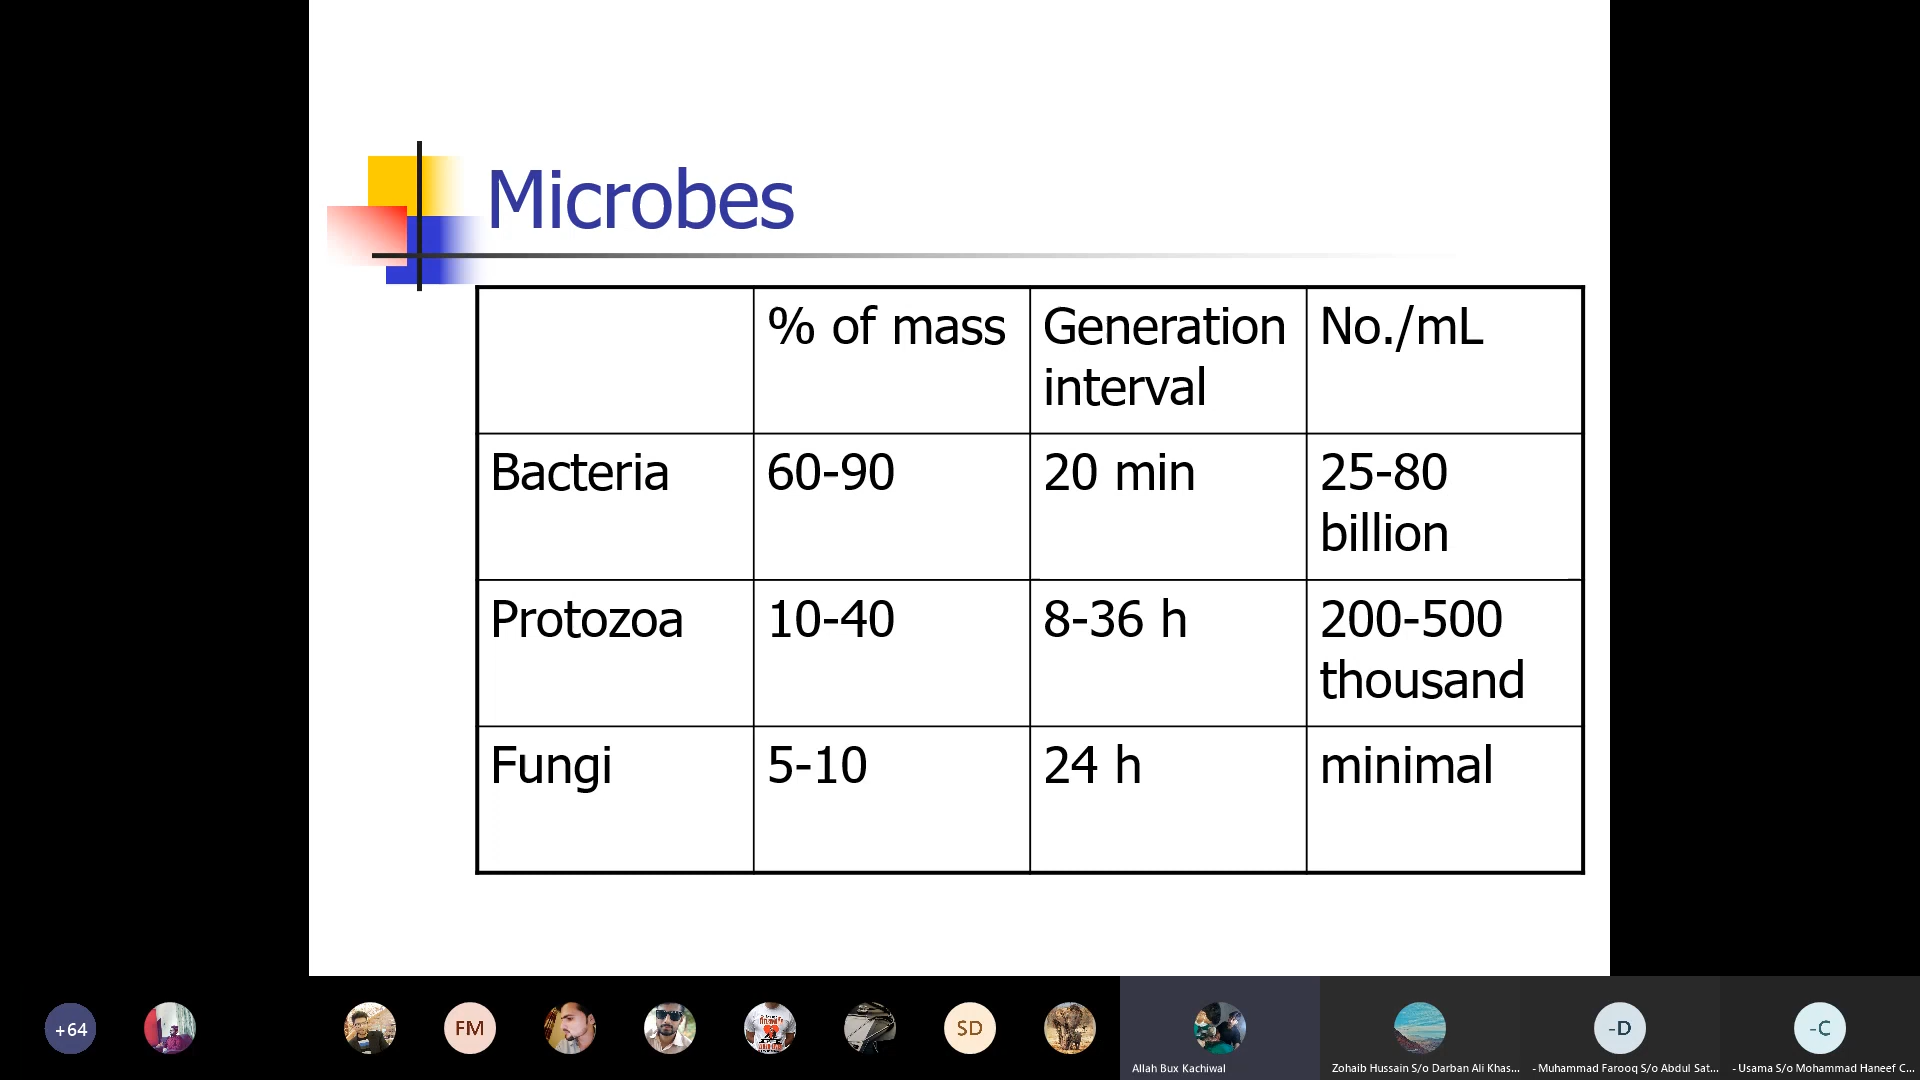 Microbes
% of mass
Generation
interval
No./mL
Bacteria
60-90
20 min
25-80
billion
Protozoa
10-40
8-36 h
200-500
thousand
Fungi
5-10
24 h
minimal
+64
FM
SD
-D
-C
Allah Bux Kachiwal
Zohaib Hussain S/o Darban Ali Khas...
- Muhammad Farooq S/o Abdul Sat...
- Usama S/o Mohammad Haneef C...